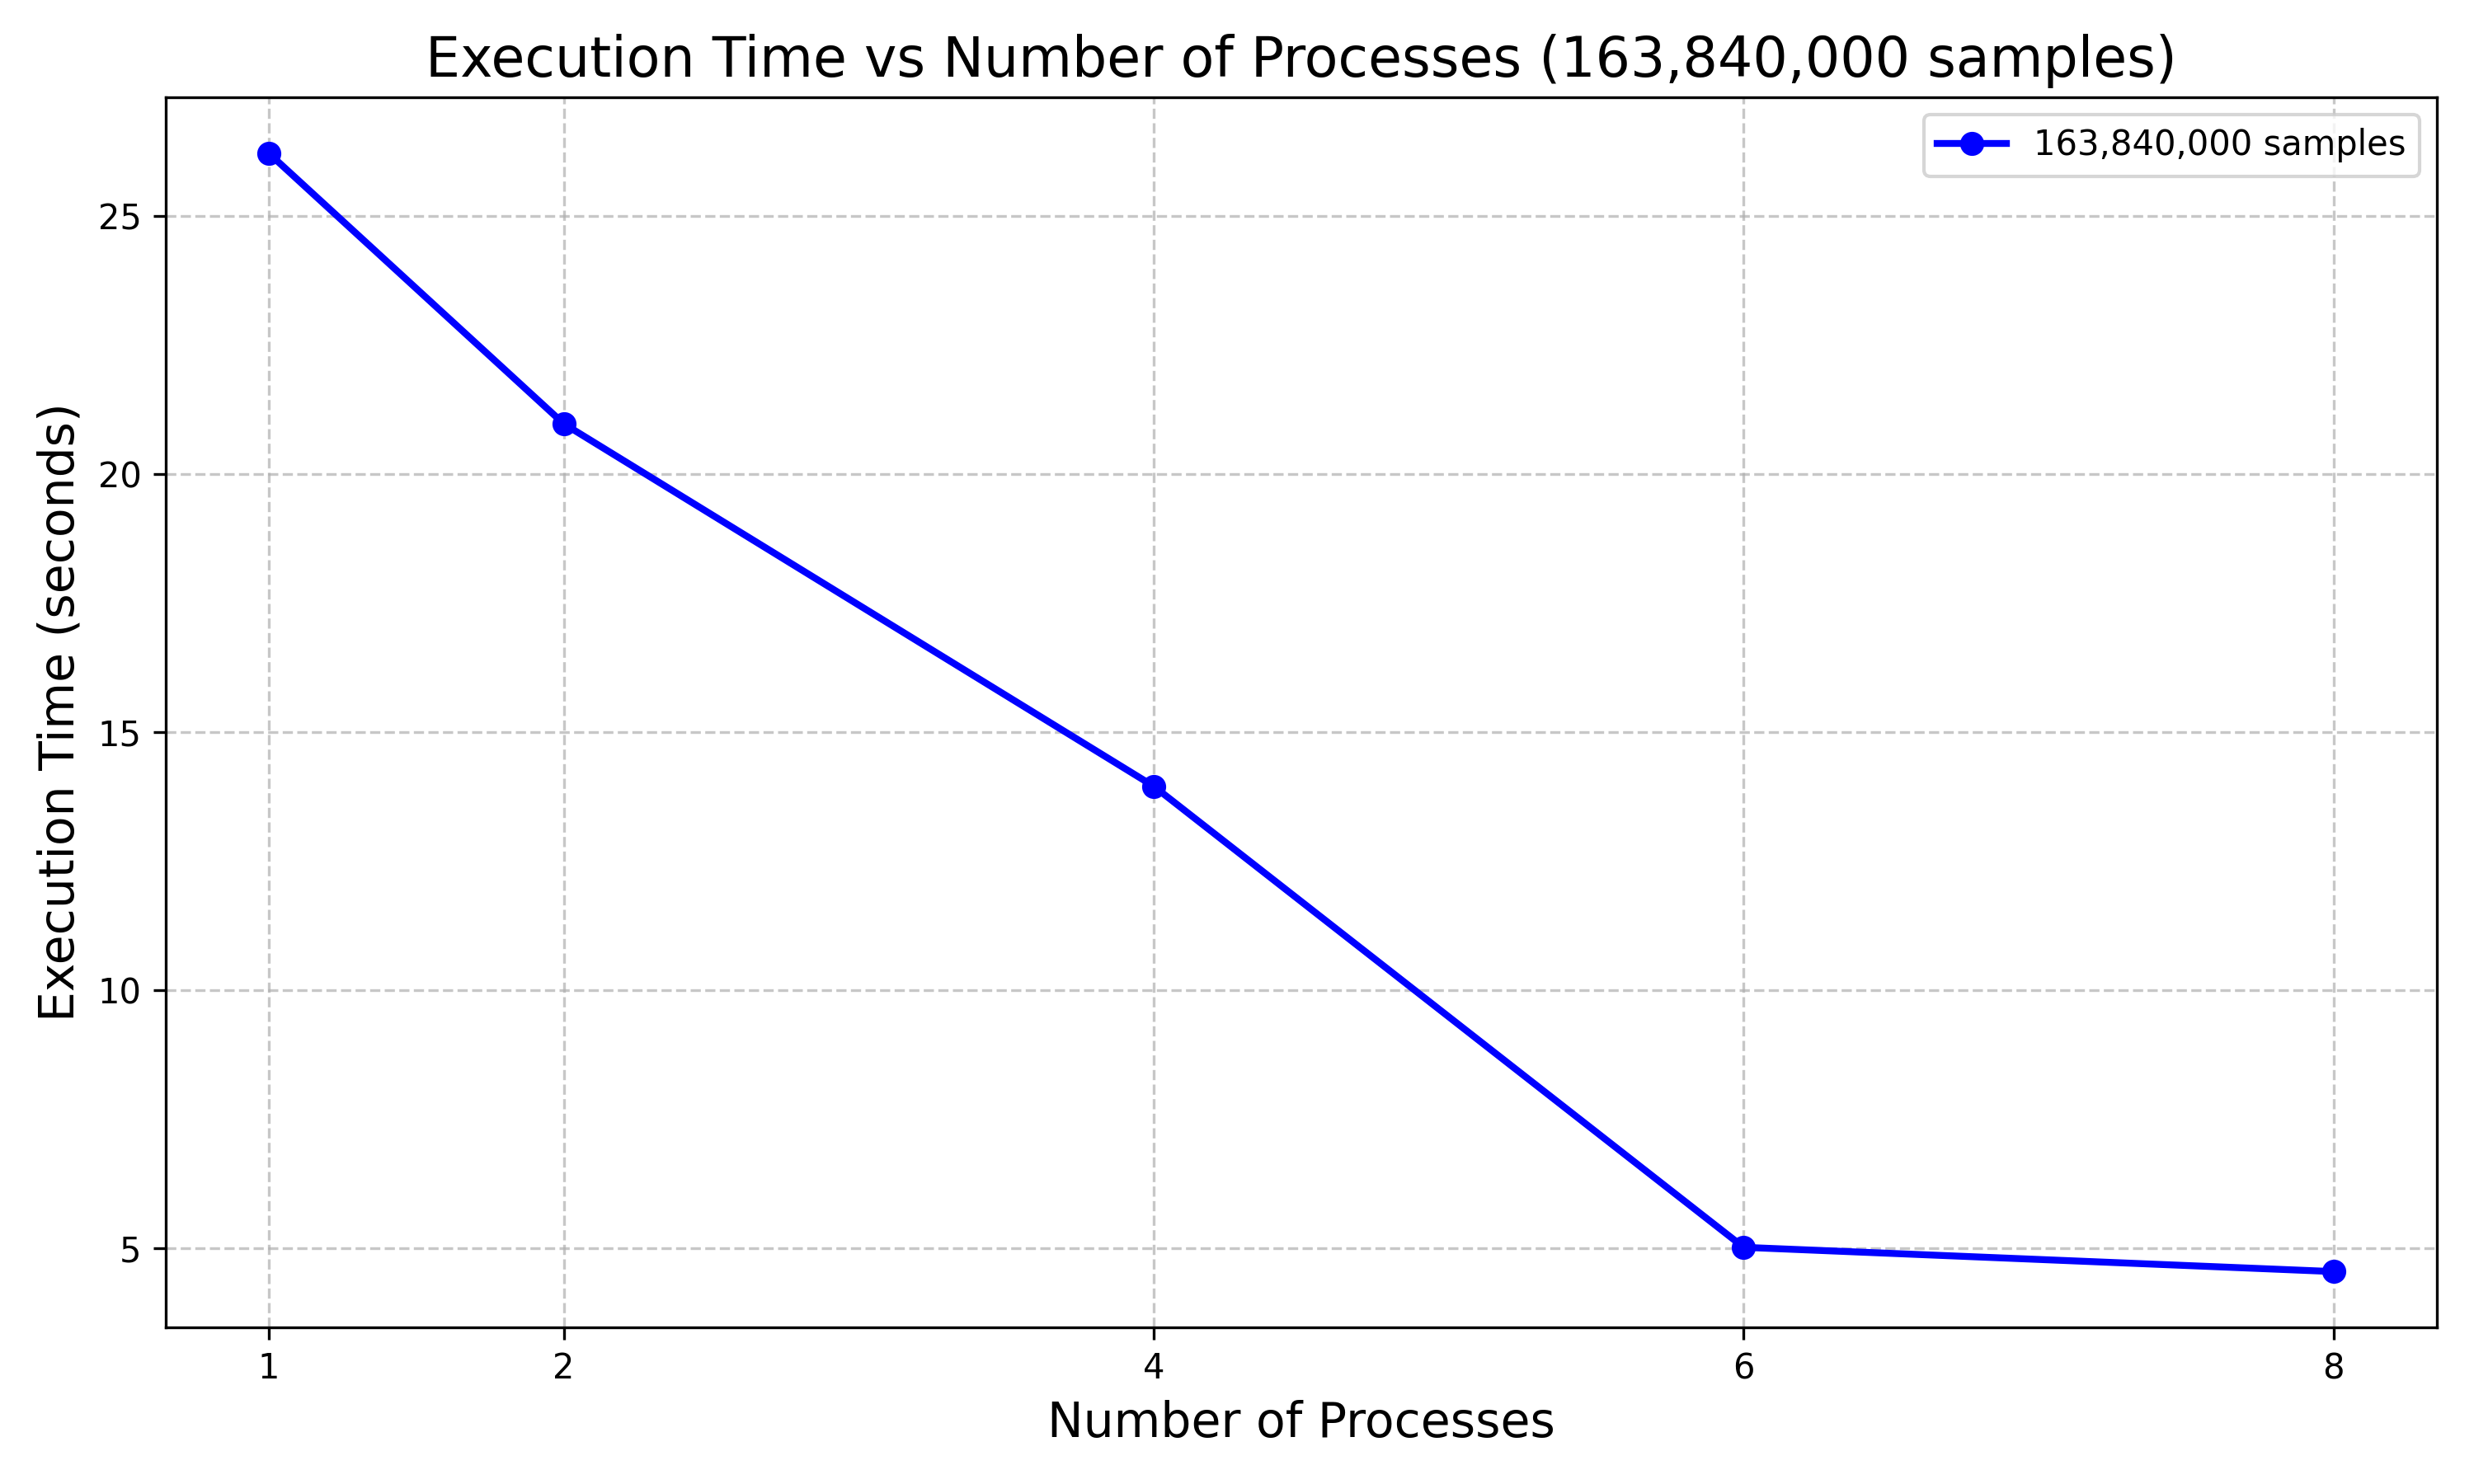 Execution Time vs Number of Processes (163,840,000 samples)
163,840,000 samples
Execution Time (seconds)
25
20
15
10
5
1 2 4 6 8
Number of Processes